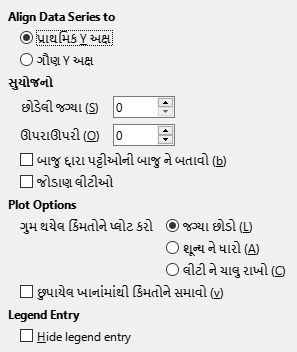 Align Data Series to
પ્રાથમિક Y અક્ષ
ગૌણ Y અક્ષ
સુયોજનો
છોડેલી જગ્યા (S) 0
ઊપરાઊપરી (O) 0
બાજુ દ્દારા પટ્ટીઓની બાજુ ને બતાવો (b)
જોડાણ લીટીઓ
Plot Options
ગુમ થયેલ કિંમતોને પ્લોટ કરો જગ્યા છોડો (L)
શૂન્ય ને ધારો (A)
લીટી ને ચાલુ રાખો (C)
છુપાયેલ ખાનાંમાંથી કિંમતોને સમાવો (v)
Legend Entry
Hide legend entry